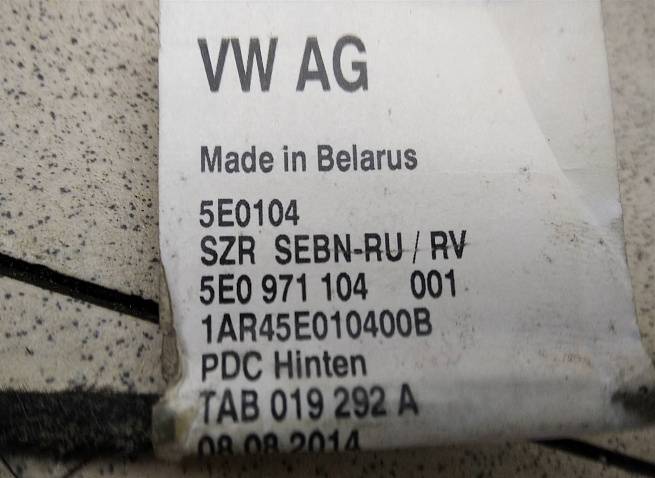 VW AG
Made in Belarus
5E0104
SZR SEBN-RU / RV
5E0 971 104 001
1AR45E010400B
PDC Hinten
TAB 019 292 A
08.08.2014